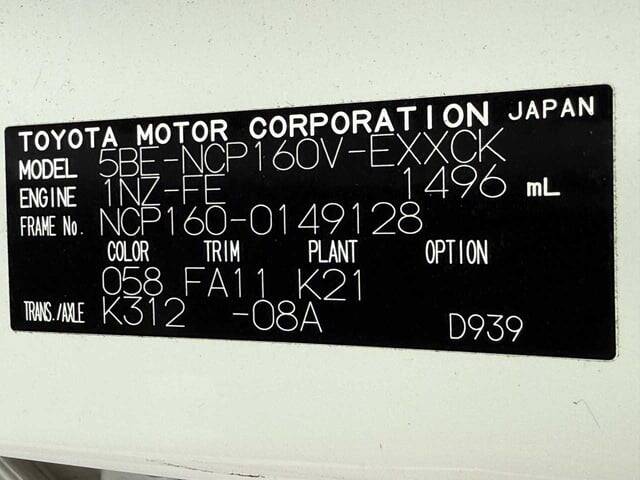 TOYOTA MOTOR CORPORATION JAPAN
MODEL 5BE-NCP160V-EXXCK
ENGINE 1NZ-FE 1496 mL
FRAME No. NCP160-0149128
COLOR TRIM PLANT OPTION
058 FA11 K21
TRANS./AXLE K312 -08A
D939